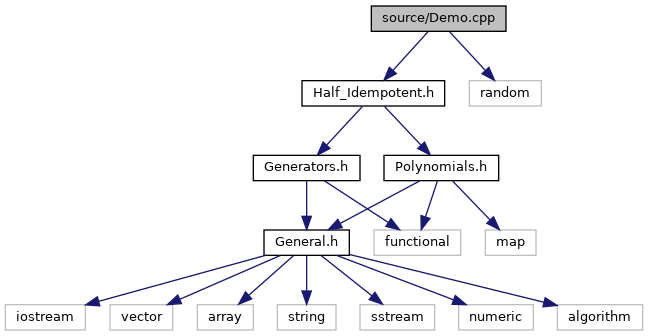 source/Demo.cpp
Half_Idempotent.h
random
Generators.h
Polynomials.h
General.h
functional
map
iostream
vector
array
string
sstream
numeric
algorithm